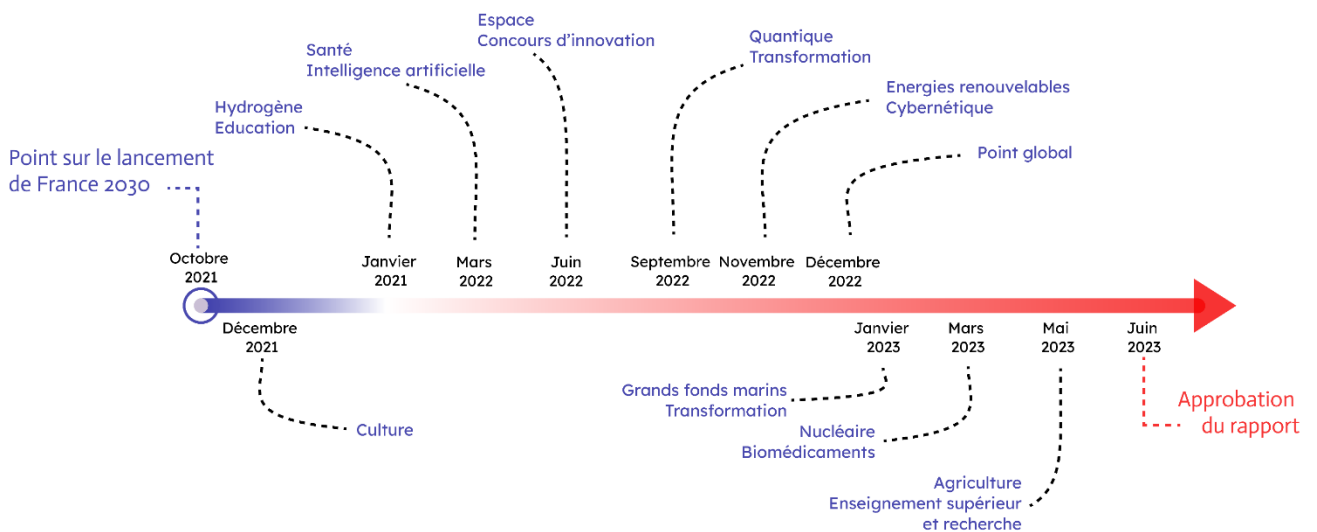 Espace
Concours d'innovation
Quantique
Transformation
Santé
Intelligence artificielle
Energies renouvelables
Cybernétique
Hydrogène
Education
Point global
Point sur le lancement
de France 2030
Octobre
2021
Janvier
2021
Mars
2022
Juin
2022
Septembre
2022
Novembre
2022
Décembre
2022
Décembre
2021
Janvier
2023
Mars
2023
Mai
2023
Juin
2023
Grands fonds marins
Transformation
Approbation
du rapport
Culture
Nucléaire
Biomédicaments
Agriculture
Enseignement supérieur
et recherche